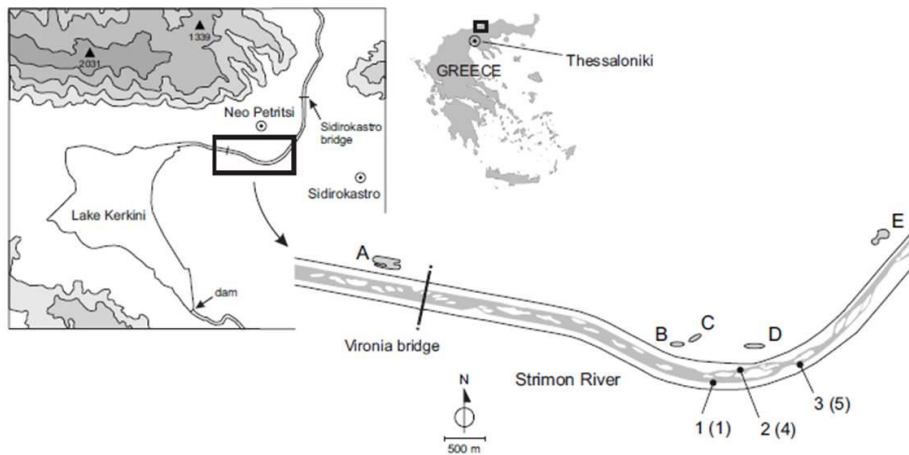 1339
2031
Neo Petritsi
Sidirokastro
bridge
Sidirokastro
Lake Kerkini
dam
GREECE
Thessaloniki
A
Vironia bridge
B
C
D
E
Strimon River
N
500 m
1 (1)
2 (4)
3 (5)